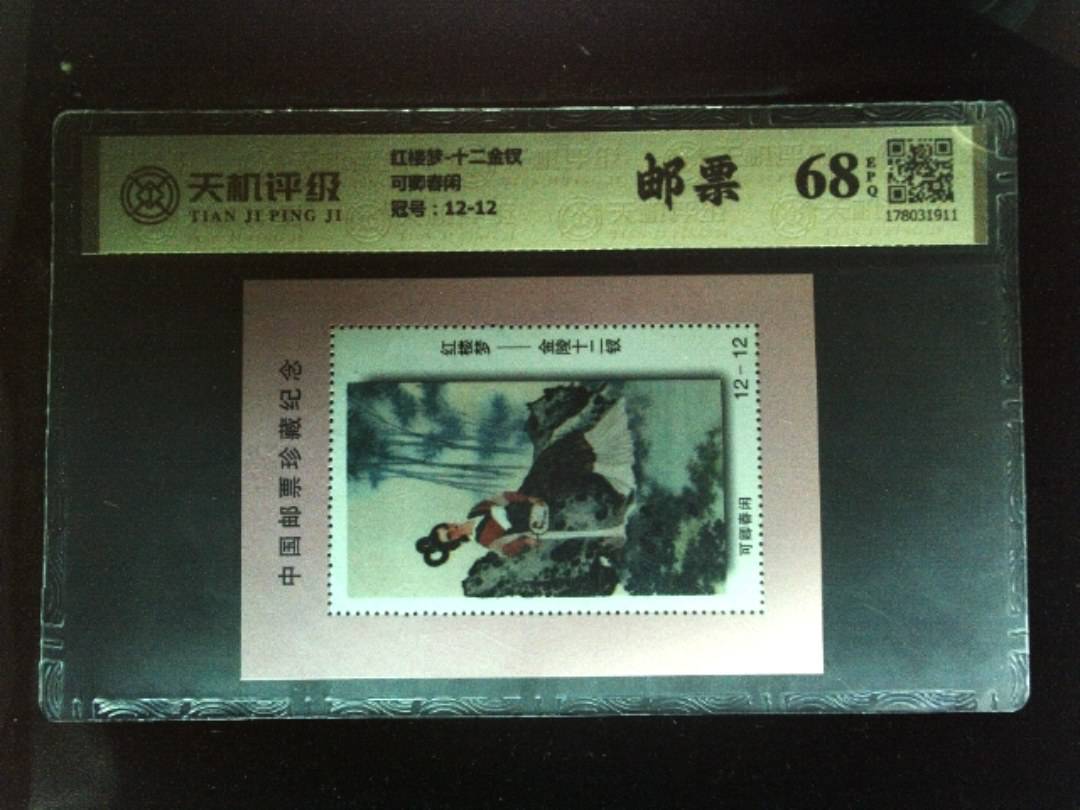 天机评级
TIAN JI PING JI
红楼梦-十二金钗
可卿春闲
冠号：12-12
邮票
68
EPQ
178031911
中国邮票珍藏纪念
红楼梦——金陵十二钗
12-12
可卿春闲